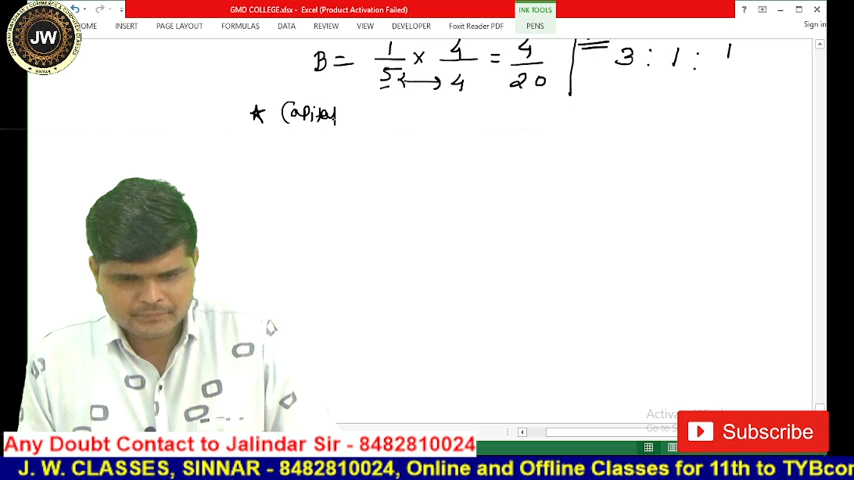 GMD COLLEGE.xlsx - Excel (Product Activation Failed)
INK TOOLS
HOME INSERT PAGE LAYOUT FORMULAS DATA REVIEW VIEW DEVELOPER Foxit Reader PDF PENS Sign in
JW
B = 1/5 × 4/4 = 4/20 3 : 1 : 1
★ Capital
Subscribe
Any Doubt Contact to Jalindar Sir - 8482810024
J. W. CLASSES, SINNAR - 8482810024, Online and Offline Classes for 11th to TYBcom